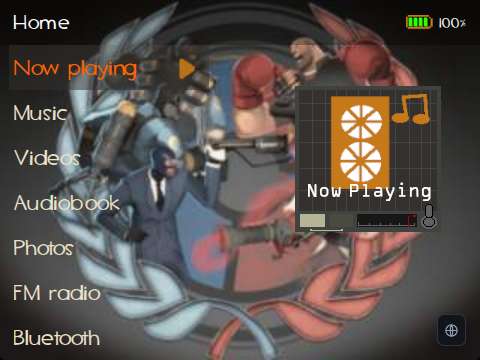 Home
100%
Now playing
Music
Videos
Audiobook
Photos
FM radio
Bluetooth
Now Playing